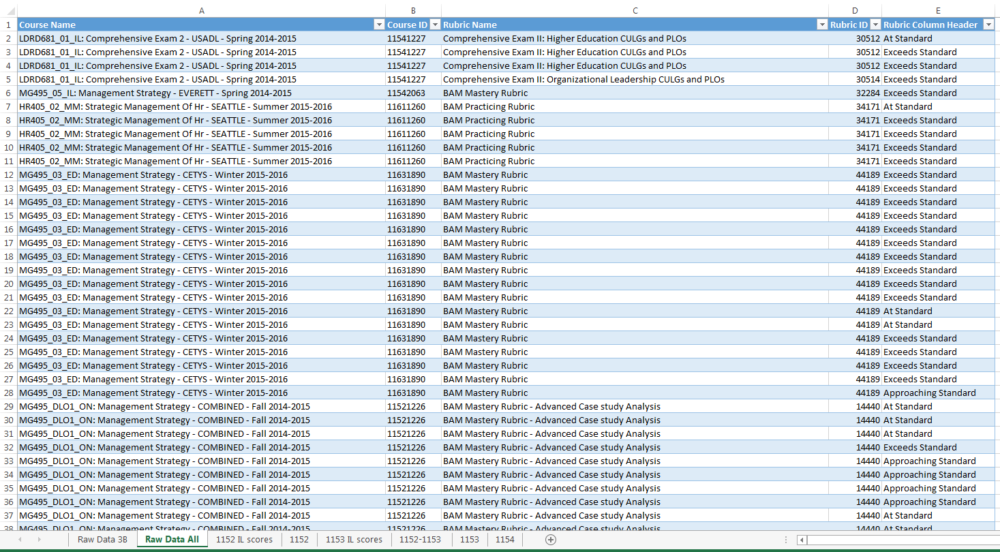 A B C D E
1 Course Name Course ID Rubric Name Rubric ID Rubric Column Header
2 LDRD681_01_IL: Comprehensive Exam 2 - USADL - Spring 2014-2015 11541227 Comprehensive Exam II: Higher Education CULGs and PLOs 30512 At Standard
3 LDRD681_01_IL: Comprehensive Exam 2 - USADL - Spring 2014-2015 11541227 Comprehensive Exam II: Higher Education CULGs and PLOs 30512 Exceeds Standard
4 LDRD681_01_IL: Comprehensive Exam 2 - USADL - Spring 2014-2015 11541227 Comprehensive Exam II: Higher Education CULGs and PLOs 30512 Exceeds Standard
5 LDRD681_01_IL: Comprehensive Exam 2 - USADL - Spring 2014-2015 11541227 Comprehensive Exam II: Organizational Leadership CULGs and PLOs 30514 Exceeds Standard
6 MG495_05_IL: Management Strategy - EVERETT - Spring 2014-2015 11542063 BAM Mastery Rubric 32284 Exceeds Standard
7 HR405_02_MM: Strategic Management Of Hr - SEATTLE - Summer 2015-2016 11611260 BAM Practicing Rubric 34171 At Standard
8 HR405_02_MM: Strategic Management Of Hr - SEATTLE - Summer 2015-2016 11611260 BAM Practicing Rubric 34171 Exceeds Standard
9 HR405_02_MM: Strategic Management Of Hr - SEATTLE - Summer 2015-2016 11611260 BAM Practicing Rubric 34171 Exceeds Standard
10 HR405_02_MM: Strategic Management Of Hr - SEATTLE - Summer 2015-2016 11611260 BAM Practicing Rubric 34171 Exceeds Standard
11 HR405_02_MM: Strategic Management Of Hr - SEATTLE - Summer 2015-2016 11611260 BAM Practicing Rubric 34171 Exceeds Standard
12 MG495_03_ED: Management Strategy - CETYS - Winter 2015-2016 11631890 BAM Mastery Rubric 44189 Exceeds Standard
13 MG495_03_ED: Management Strategy - CETYS - Winter 2015-2016 11631890 BAM Mastery Rubric 44189 Exceeds Standard
14 MG495_03_ED: Management Strategy - CETYS - Winter 2015-2016 11631890 BAM Mastery Rubric 44189 Exceeds Standard
15 MG495_03_ED: Management Strategy - CETYS - Winter 2015-2016 11631890 BAM Mastery Rubric 44189 Exceeds Standard
16 MG495_03_ED: Management Strategy - CETYS - Winter 2015-2016 11631890 BAM Mastery Rubric 44189 Exceeds Standard
17 MG495_03_ED: Management Strategy - CETYS - Winter 2015-2016 11631890 BAM Mastery Rubric 44189 Exceeds Standard
18 MG495_03_ED: Management Strategy - CETYS - Winter 2015-2016 11631890 BAM Mastery Rubric 44189 Exceeds Standard
19 MG495_03_ED: Management Strategy - CETYS - Winter 2015-2016 11631890 BAM Mastery Rubric 44189 Exceeds Standard
20 MG495_03_ED: Management Strategy - CETYS - Winter 2015-2016 11631890 BAM Mastery Rubric 44189 Exceeds Standard
21 MG495_03_ED: Management Strategy - CETYS - Winter 2015-2016 11631890 BAM Mastery Rubric 44189 Exceeds Standard
22 MG495_03_ED: Management Strategy - CETYS - Winter 2015-2016 11631890 BAM Mastery Rubric 44189 At Standard
23 MG495_03_ED: Management Strategy - CETYS - Winter 2015-2016 11631890 BAM Mastery Rubric 44189 At Standard
24 MG495_03_ED: Management Strategy - CETYS - Winter 2015-2016 11631890 BAM Mastery Rubric 44189 Exceeds Standard
25 MG495_03_ED: Management Strategy - CETYS - Winter 2015-2016 11631890 BAM Mastery Rubric 44189 Exceeds Standard
26 MG495_03_ED: Management Strategy - CETYS - Winter 2015-2016 11631890 BAM Mastery Rubric 44189 Exceeds Standard
27 MG495_03_ED: Management Strategy - CETYS - Winter 2015-2016 11631890 BAM Mastery Rubric 44189 Exceeds Standard
28 MG495_03_ED: Management Strategy - CETYS - Winter 2015-2016 11631890 BAM Mastery Rubric 44189 Approaching Standard
29 MG495_DLO1_ON: Management Strategy - COMBINED - Fall 2014-2015 11521226 BAM Mastery Rubric - Advanced Case study Analysis 14440 At Standard
30 MG495_DLO1_ON: Management Strategy - COMBINED - Fall 2014-2015 11521226 BAM Mastery Rubric - Advanced Case study Analysis 14440 At Standard
31 MG495_DLO1_ON: Management Strategy - COMBINED - Fall 2014-2015 11521226 BAM Mastery Rubric - Advanced Case study Analysis 14440 At Standard
32 MG495_DLO1_ON: Management Strategy - COMBINED - Fall 2014-2015 11521226 BAM Mastery Rubric - Advanced Case study Analysis 14440 Exceeds Standard
33 MG495_DLO1_ON: Management Strategy - COMBINED - Fall 2014-2015 11521226 BAM Mastery Rubric - Advanced Case study Analysis 14440 Approaching Standard
34 MG495_DLO1_ON: Management Strategy - COMBINED - Fall 2014-2015 11521226 BAM Mastery Rubric - Advanced Case study Analysis 14440 Approaching Standard
35 MG495_DLO1_ON: Management Strategy - COMBINED - Fall 2014-2015 11521226 BAM Mastery Rubric - Advanced Case study Analysis 14440 Approaching Standard
36 MG495_DLO1_ON: Management Strategy - COMBINED - Fall 2014-2015 11521226 BAM Mastery Rubric - Advanced Case study Analysis 14440 Approaching Standard
37 MG495_DLO1_ON: Management Strategy - COMBINED - Fall 2014-2015 11521226 BAM Mastery Rubric - Advanced Case study Analysis 14440 At Standard
38 MG495_DLO1_ON: Management Strategy - COMBINED - Fall 2014-2015 11521226 BAM Mastery Rubric - Advanced Case study Analysis 14440 At Standard
Raw Data 3B Raw Data All 1152 IL scores 1152 1153 IL scores 1152-1153 1153 1154